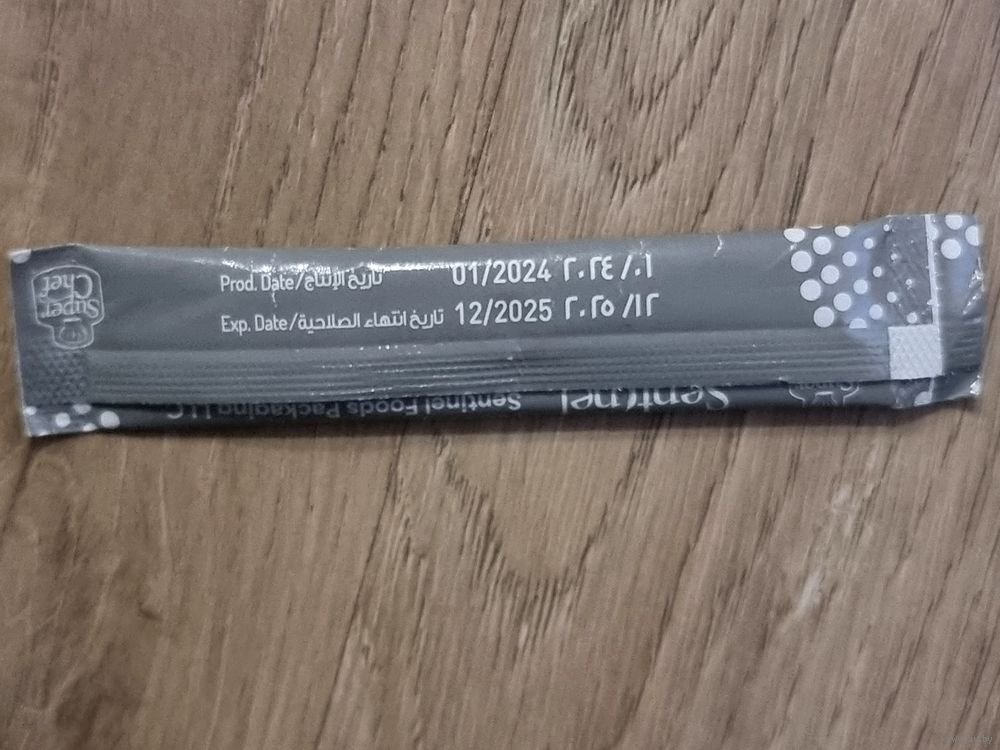 Super
Chef
Prod. Date/تاريخ الإنتاج 01/2024 ٢٠٢٤ /٠١
Exp. Date/تاريخ انتهاء الصلاحية 12/2025 ٢٠٢٥ /١٢
Sentinel
Sentinel Foods Packaging LLC